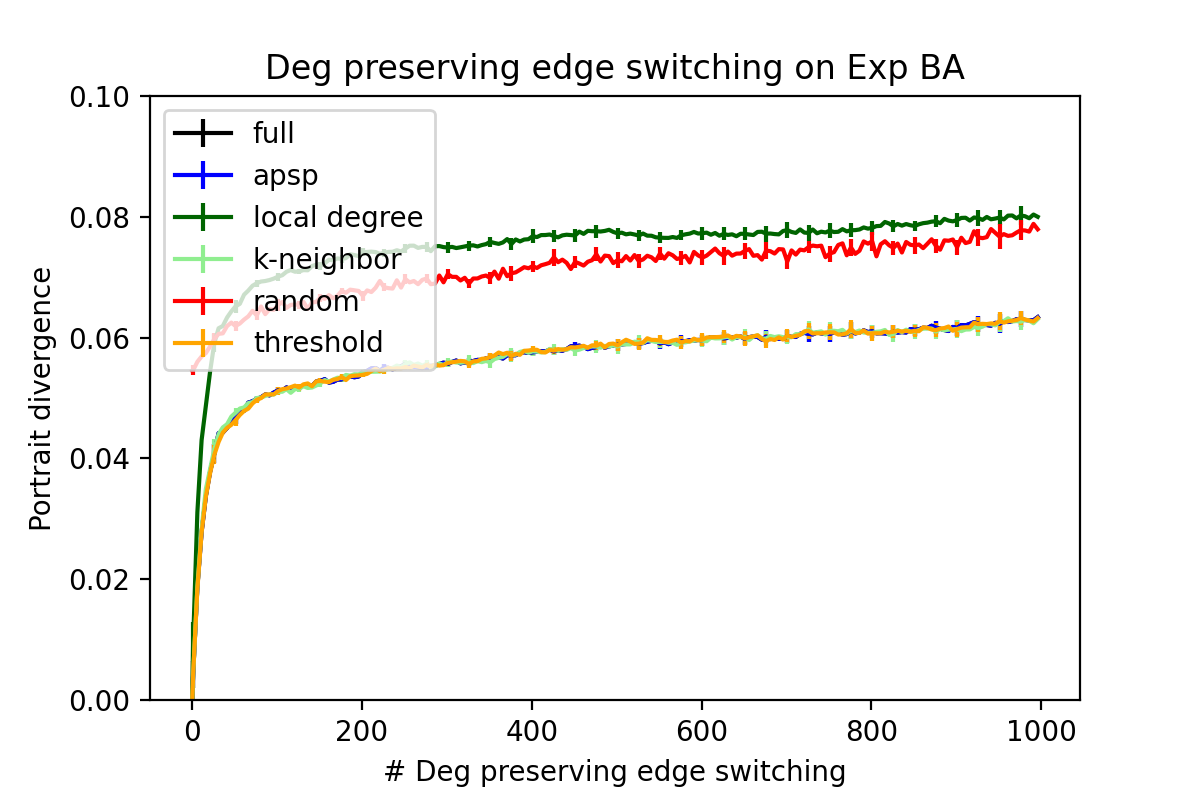 Deg preserving edge switching on Exp BA
0.10
0.08
0.06
0.04
0.02
0.00
Portrait divergence
full
apsp
local degree
k-neighbor
random
threshold
0 200 400 600 800 1000
# Deg preserving edge switching